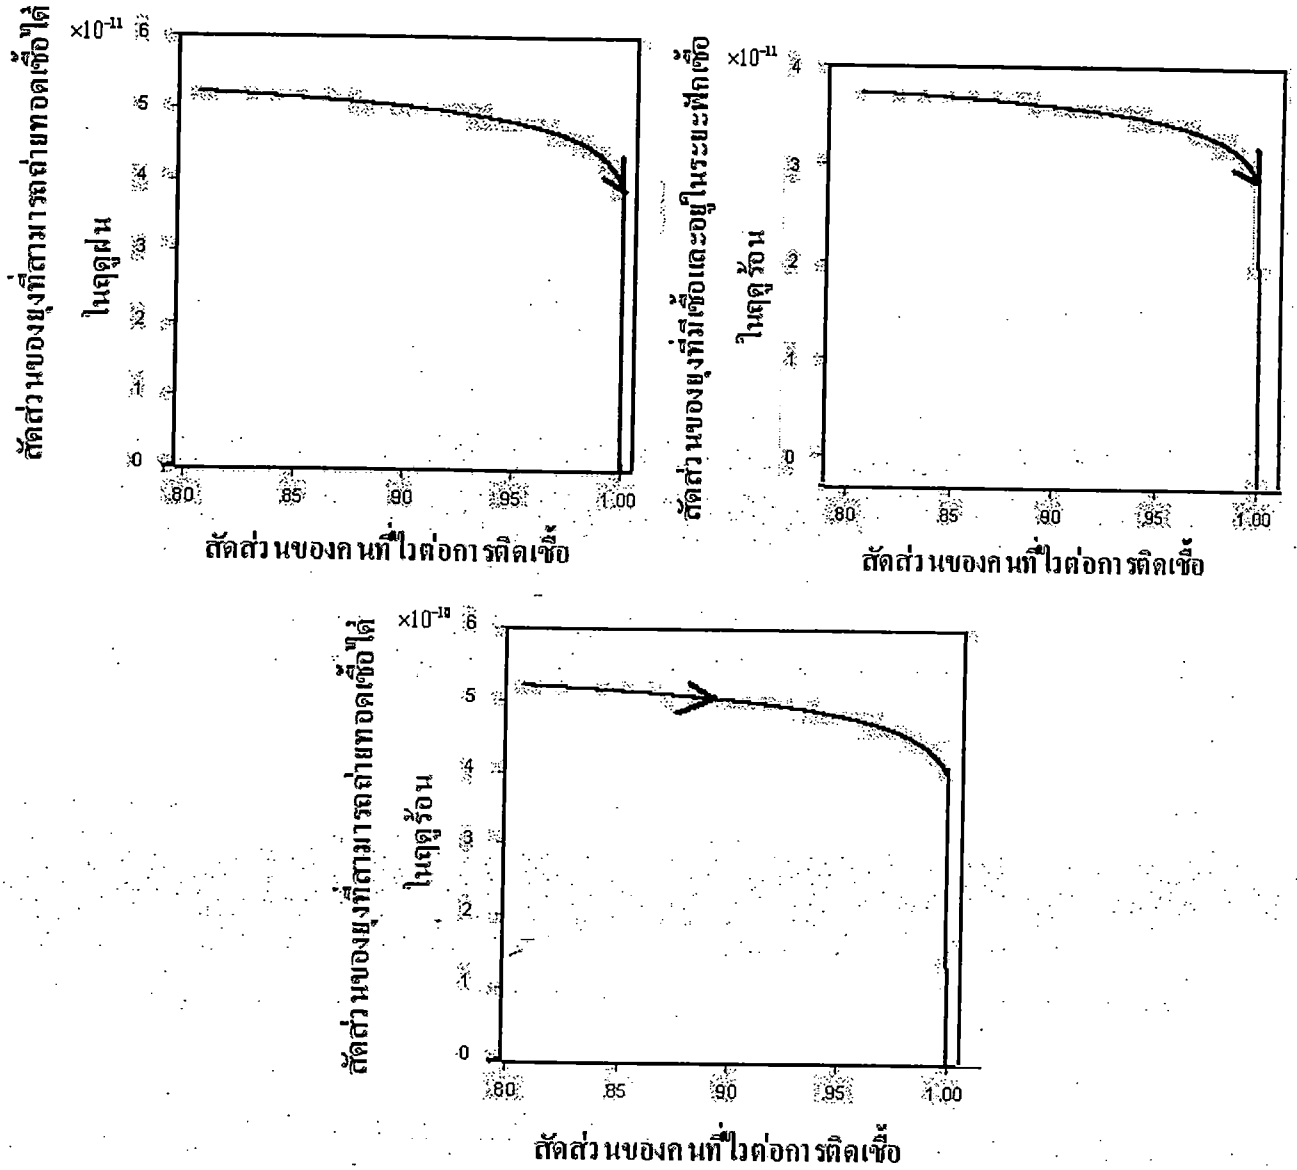 ×10⁻¹¹
6
5
4
3
2
1
0
.80 .85 .90 .95 1.00
สัดส่วนของยุงที่สามารถถ่ายทอดเชื้อได้
ในฤดูฝน
สัดส่วนของคนที่ไวต่อการติดเชื้อ
×10⁻¹¹
4
3
2
1
0
.80 .85 .90 .95 1.00
สัดส่วนของยุงที่มีเชื้อและอยู่ในระยะฟักเชื้อ
ในฤดูร้อน
สัดส่วนของคนที่ไวต่อการติดเชื้อ
6
5
4
3
2
1
0
.80 .85 .90 .95 1.00
สัดส่วนของยุงที่สามารถถ่ายทอดเชื้อได้
ในฤดูร้อน
สัดส่วนของคนที่ไวต่อการติดเชื้อ